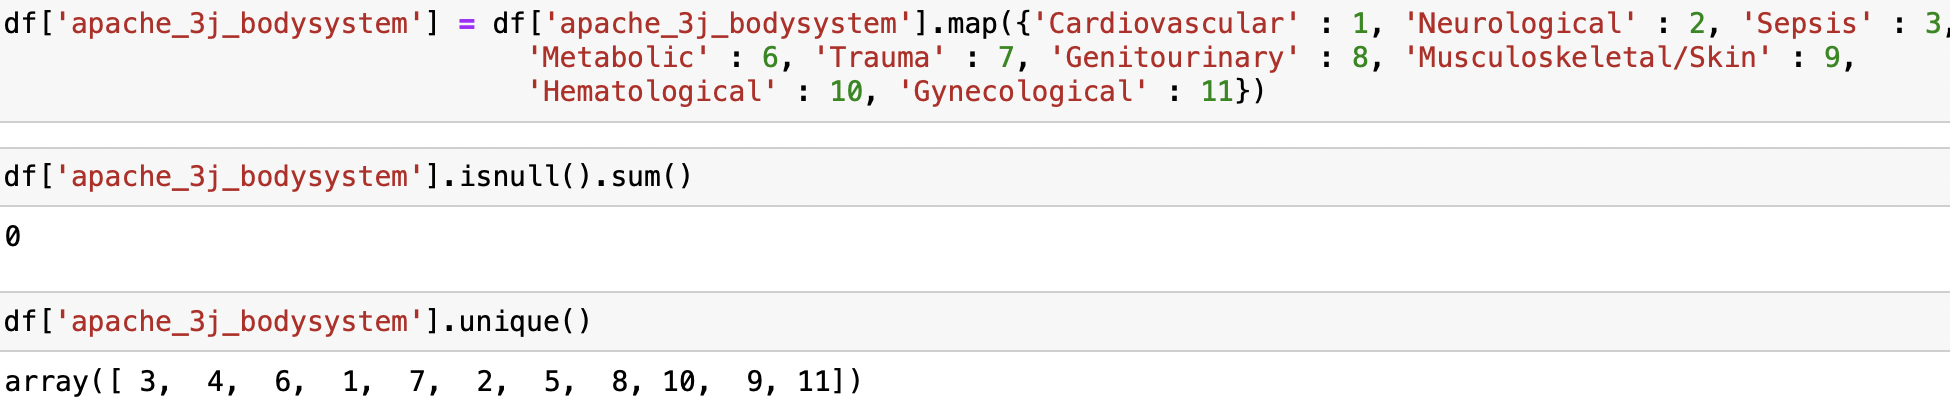 df['apache_3j_bodysystem'] = df['apache_3j_bodysystem'].map({'Cardiovascular' : 1, 'Neurological' : 2, 'Sepsis' : 3,
'Metabolic' : 6, 'Trauma' : 7, 'Genitourinary' : 8, 'Musculoskeletal/Skin' : 9,
'Hematological' : 10, 'Gynecological' : 11})
df['apache_3j_bodysystem'].isnull().sum()
0
df['apache_3j_bodysystem'].unique()
array([ 3,  4,  6,  1,  7,  2,  5,  8, 10,  9, 11])